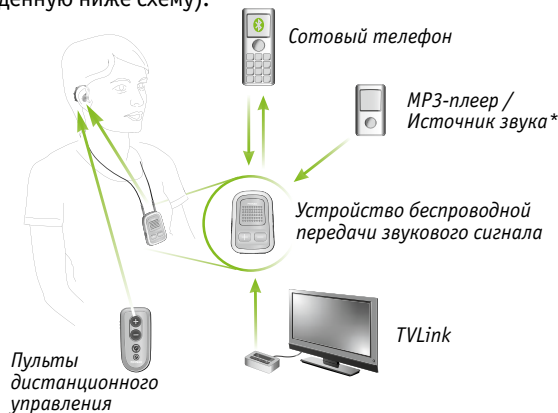 денную ниже схему).
Сотовый телефон
MP3-плеер /
Источник звука*
Устройство беспроводной
передачи звукового сигнала
TVLink
Пульты
дистанционного
управления